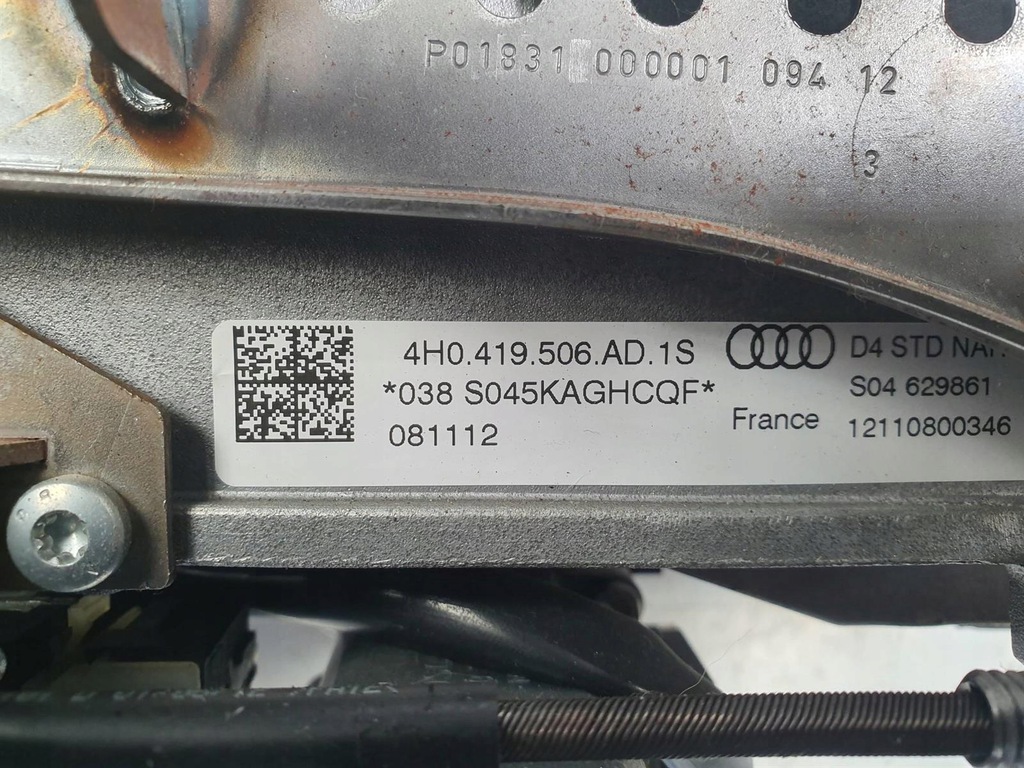 P01831 000001 094 12
3
4H0.419.506.AD.1S
*038 S045KAGHCQF*
081112
France
D4 STD
S04 629861
12110800346